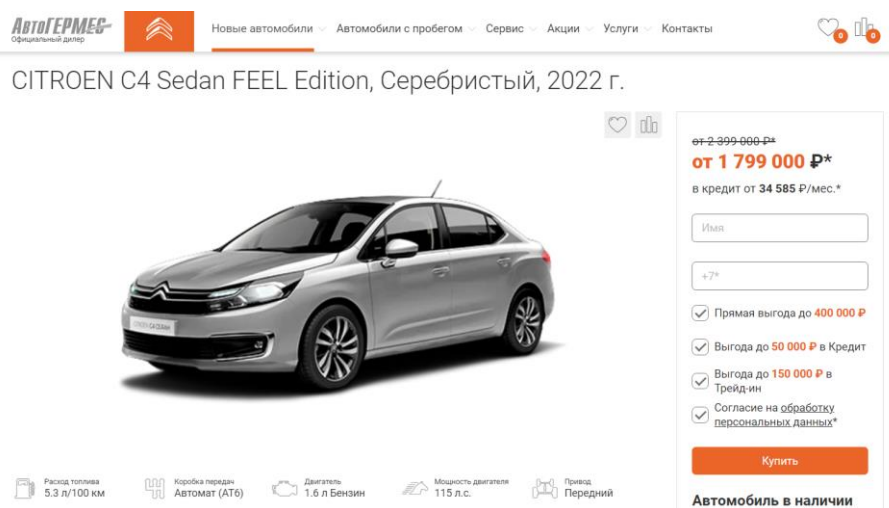 АВТОГЕРМЕС
Официальный дилер
Новые автомобили
Автомобили с пробегом
Сервис
Акции
Услуги
Контакты
0
0
CITROEN C4 Sedan FEEL Edition, Серебристый, 2022 г.
от 2 399 000 ₽*
от 1 799 000 ₽*
в кредит от 34 585 ₽/мес.*
Имя
+7*
Прямая выгода до 400 000 ₽
Выгода до 50 000 ₽ в Кредит
Выгода до 150 000 ₽ в
Трейд-ин
Согласие на обработку
персональных данных*
Купить
Автомобиль в наличии
Расход топлива
5.3 л/100 км
Коробка передач
Автомат (AT6)
Двигатель
1.6 л Бензин
Мощность двигателя
115 л.с.
Привод
Передний